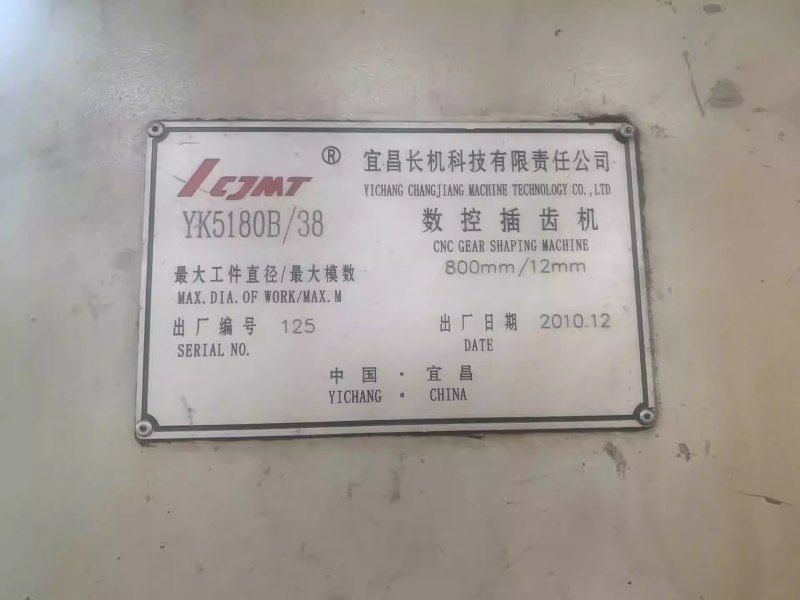 CJMT ®
宜昌长机科技有限责任公司
YICHANG CHANGJIANG MACHINE TECHNOLOGY CO.,LTD
YK5180B/38
数控插齿机
CNC GEAR SHAPING MACHINE
最大工件直径/最大模数 800mm/12mm
MAX.DIA.OF WORK/MAX.M
出厂编号 125 出厂日期 2010.12
SERIAL NO. DATE
中国·宜昌
YICHANG · CHINA